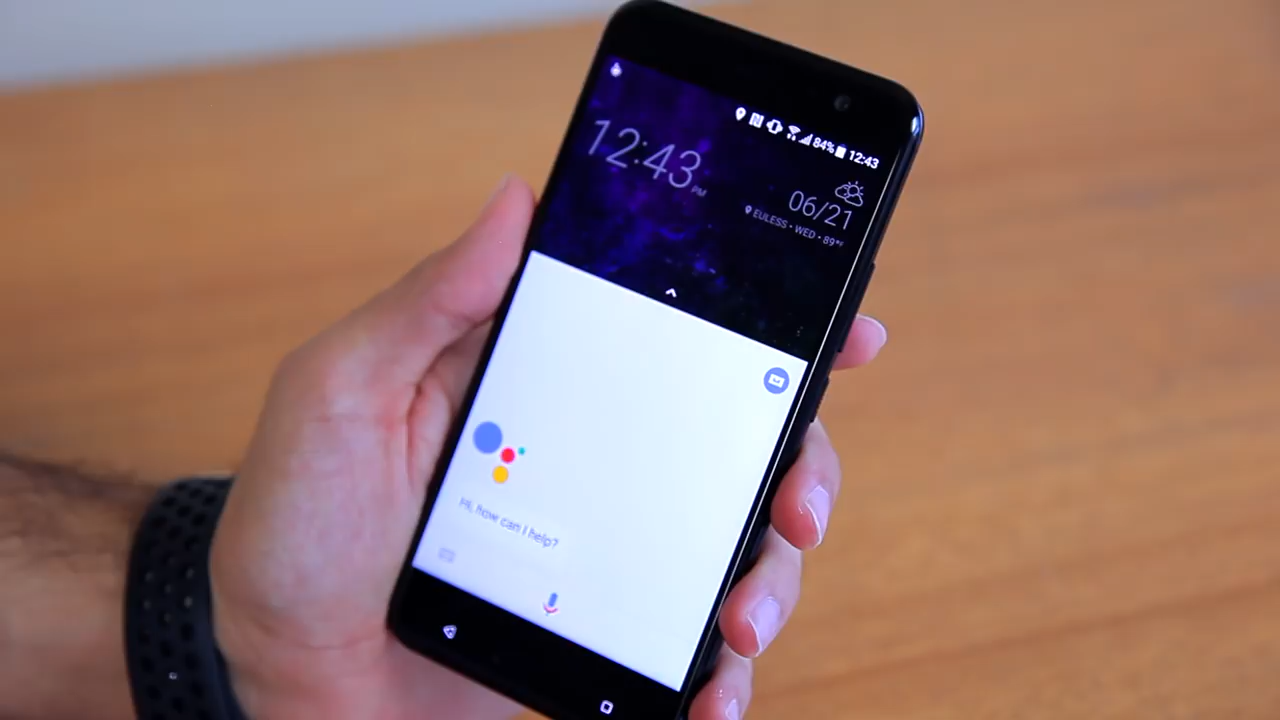 84% 12:43
12:43 PM
06/21
EULESS • WED • 89°F
Hi, how can I help?